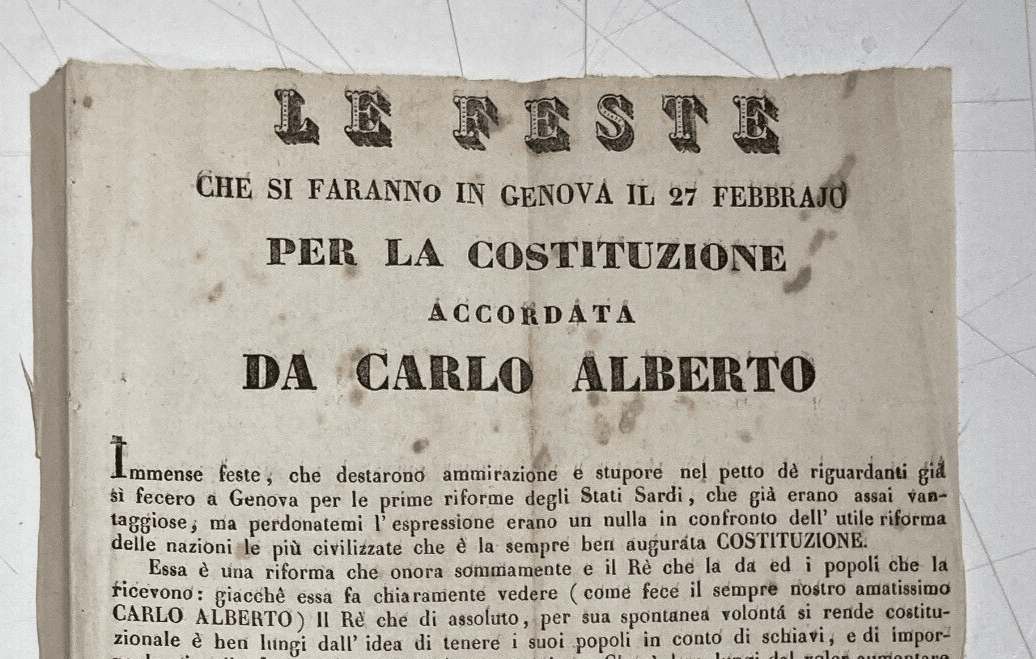 LE FESTE
CHE SI FARANNO IN GENOVA IL 27 FEBBRAJO
PER LA COSTITUZIONE
ACCORDATA
DA CARLO ALBERTO
Immense feste, che destarono ammirazione e stupore nel petto dè riguardanti già
sì fecero a Genova per le prime riforme degli Stati Sardi, che già erano assai van-
taggiose, ma perdonatemi l'espressione erano un nulla in confronto dell'utile riforma
delle nazioni le più civilizzate che è la sempre ben auguráta COSTITUZIONE.
Essa è una riforma che onora sommamente e il Rè che la da ed i popoli che la
ricevono: giacchè essa fa chiaramente vedere (come fece il sempre nostro amatissimo
CARLO ALBERTO) Il Rè che di assoluto, per sua spontanea volontá si rende costitu-
zionale è ben lungi dall'idea di tenere i suoi popoli in conto di schiavi, e di impor-